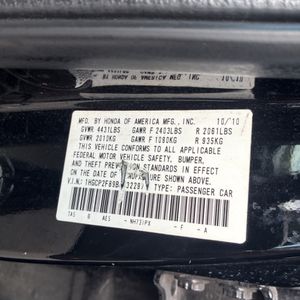 MFD. BY HONDA OF AMERICA MFG., INC. 10/10
GVWR 4431LBS GAWR F 2403LBS R 2061LBS
GVWR 2010KG GAWR F 1090KG R 935KG
THIS VEHICLE CONFORMS TO ALL APPLICABLE
FEDERAL MOTOR VEHICLE SAFETY, BUMPER,
AND THEFT PREVENTION STANDARDS IN EFFECT
ON THE DATE OF MANUFACTURE SHOWN ABOVE.
V.I.N.: TYPE: PASSENGER CAR
AES NH731PX F - A